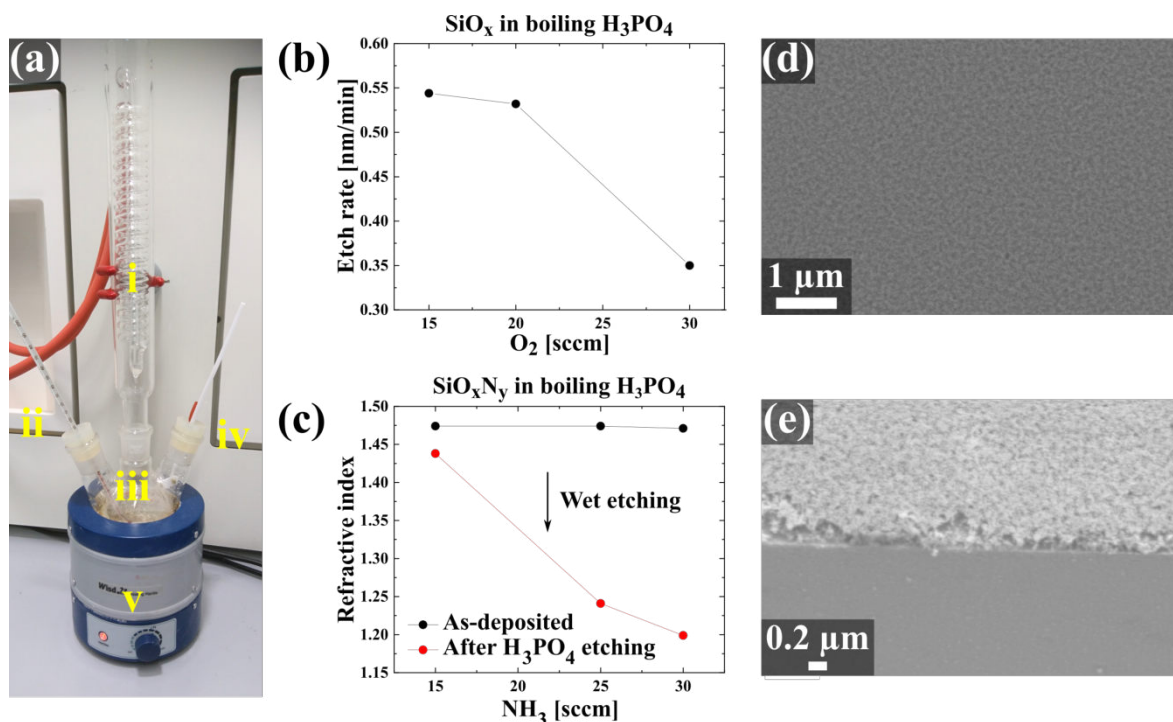 (a)
i
ii
iii
iv
v
(b)
SiOₓ in boiling H₃PO₄
Etch rate [nm/min]
0.60
0.55
0.50
0.45
0.40
0.35
0.30
15 20 25 30
O₂ [sccm]
(c)
SiOₓNᵧ in boiling H₃PO₄
Refractive index
1.50
1.45
1.40
1.35
1.30
1.25
1.20
1.15
Wet etching
As-deposited
After H₃PO₄ etching
15 20 25 30
NH₃ [sccm]
(d)
1 µm
(e)
0.2 µm